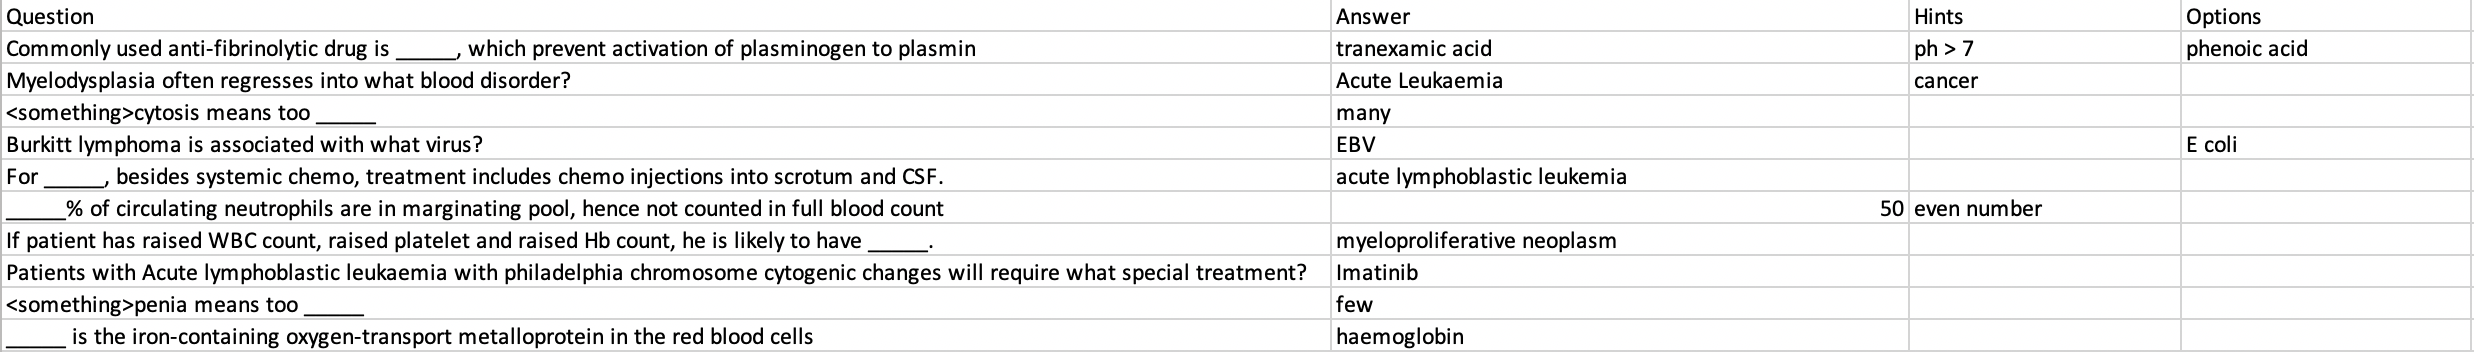 Question Answer Hints Options
Commonly used anti-fibrinolytic drug is _____, which prevent activation of plasminogen to plasmin tranexamic acid ph > 7 phenoic acid
Myelodysplasia often regresses into what blood disorder? Acute Leukaemia cancer
<something>cytosis means too _____ many
Burkitt lymphoma is associated with what virus? EBV E coli
For _____, besides systemic chemo, treatment includes chemo injections into scrotum and CSF. acute lymphoblastic leukemia
_____% of circulating neutrophils are in marginating pool, hence not counted in full blood count 50 even number
If patient has raised WBC count, raised platelet and raised Hb count, he is likely to have _____. myeloproliferative neoplasm
Patients with Acute lymphoblastic leukaemia with philadelphia chromosome cytogenic changes will require what special treatment? Imatinib
<something>penia means too _____ few
_____ is the iron-containing oxygen-transport metalloprotein in the red blood cells haemoglobin